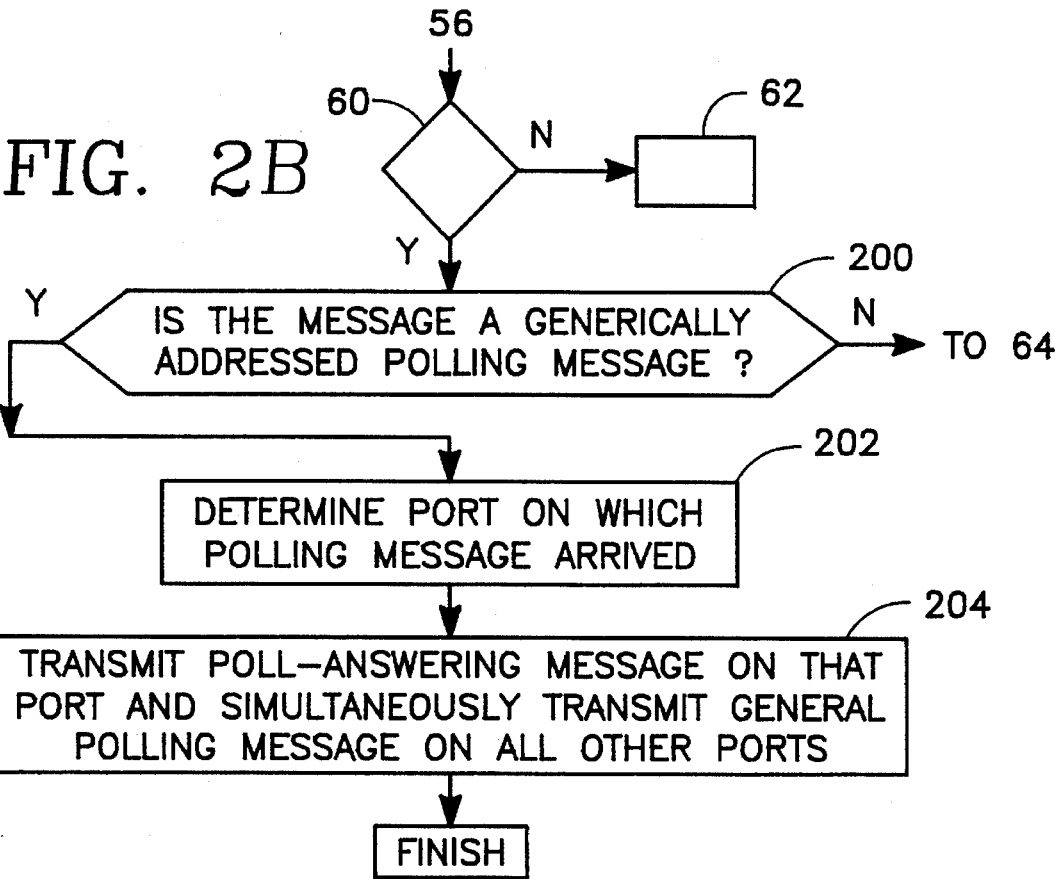 56
60
N
62
FIG. 2B
Y
200
Y
IS THE MESSAGE A GENERICALLY
ADDRESSED POLLING MESSAGE ?
N
TO 64
202
DETERMINE PORT ON WHICH
POLLING MESSAGE ARRIVED
204
TRANSMIT POLL-ANSWERING MESSAGE ON THAT
PORT AND SIMULTANEOUSLY TRANSMIT GENERAL
POLLING MESSAGE ON ALL OTHER PORTS
FINISH